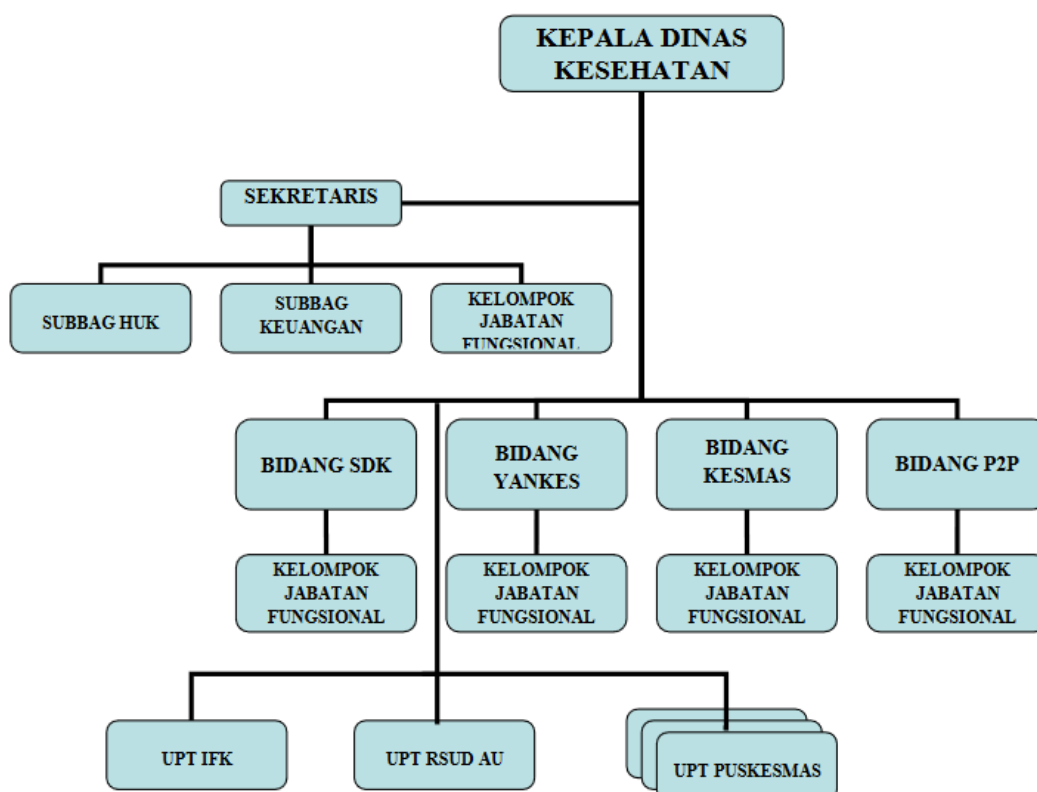 KEPALA DINAS
KESEHATAN
SEKRETARIS
SUBBAG HUK
SUBBAG
KEUANGAN
KELOMPOK
JABATAN
FUNGSIONAL
BIDANG SDK
BIDANG
YANKES
BIDANG
KESMAS
BIDANG P2P
KELOMPOK
JABATAN
FUNGSIONAL
KELOMPOK
JABATAN
FUNGSIONAL
KELOMPOK
JABATAN
FUNGSIONAL
KELOMPOK
JABATAN
FUNGSIONAL
UPT IFK
UPT RSUD AU
UPT PUSKESMAS